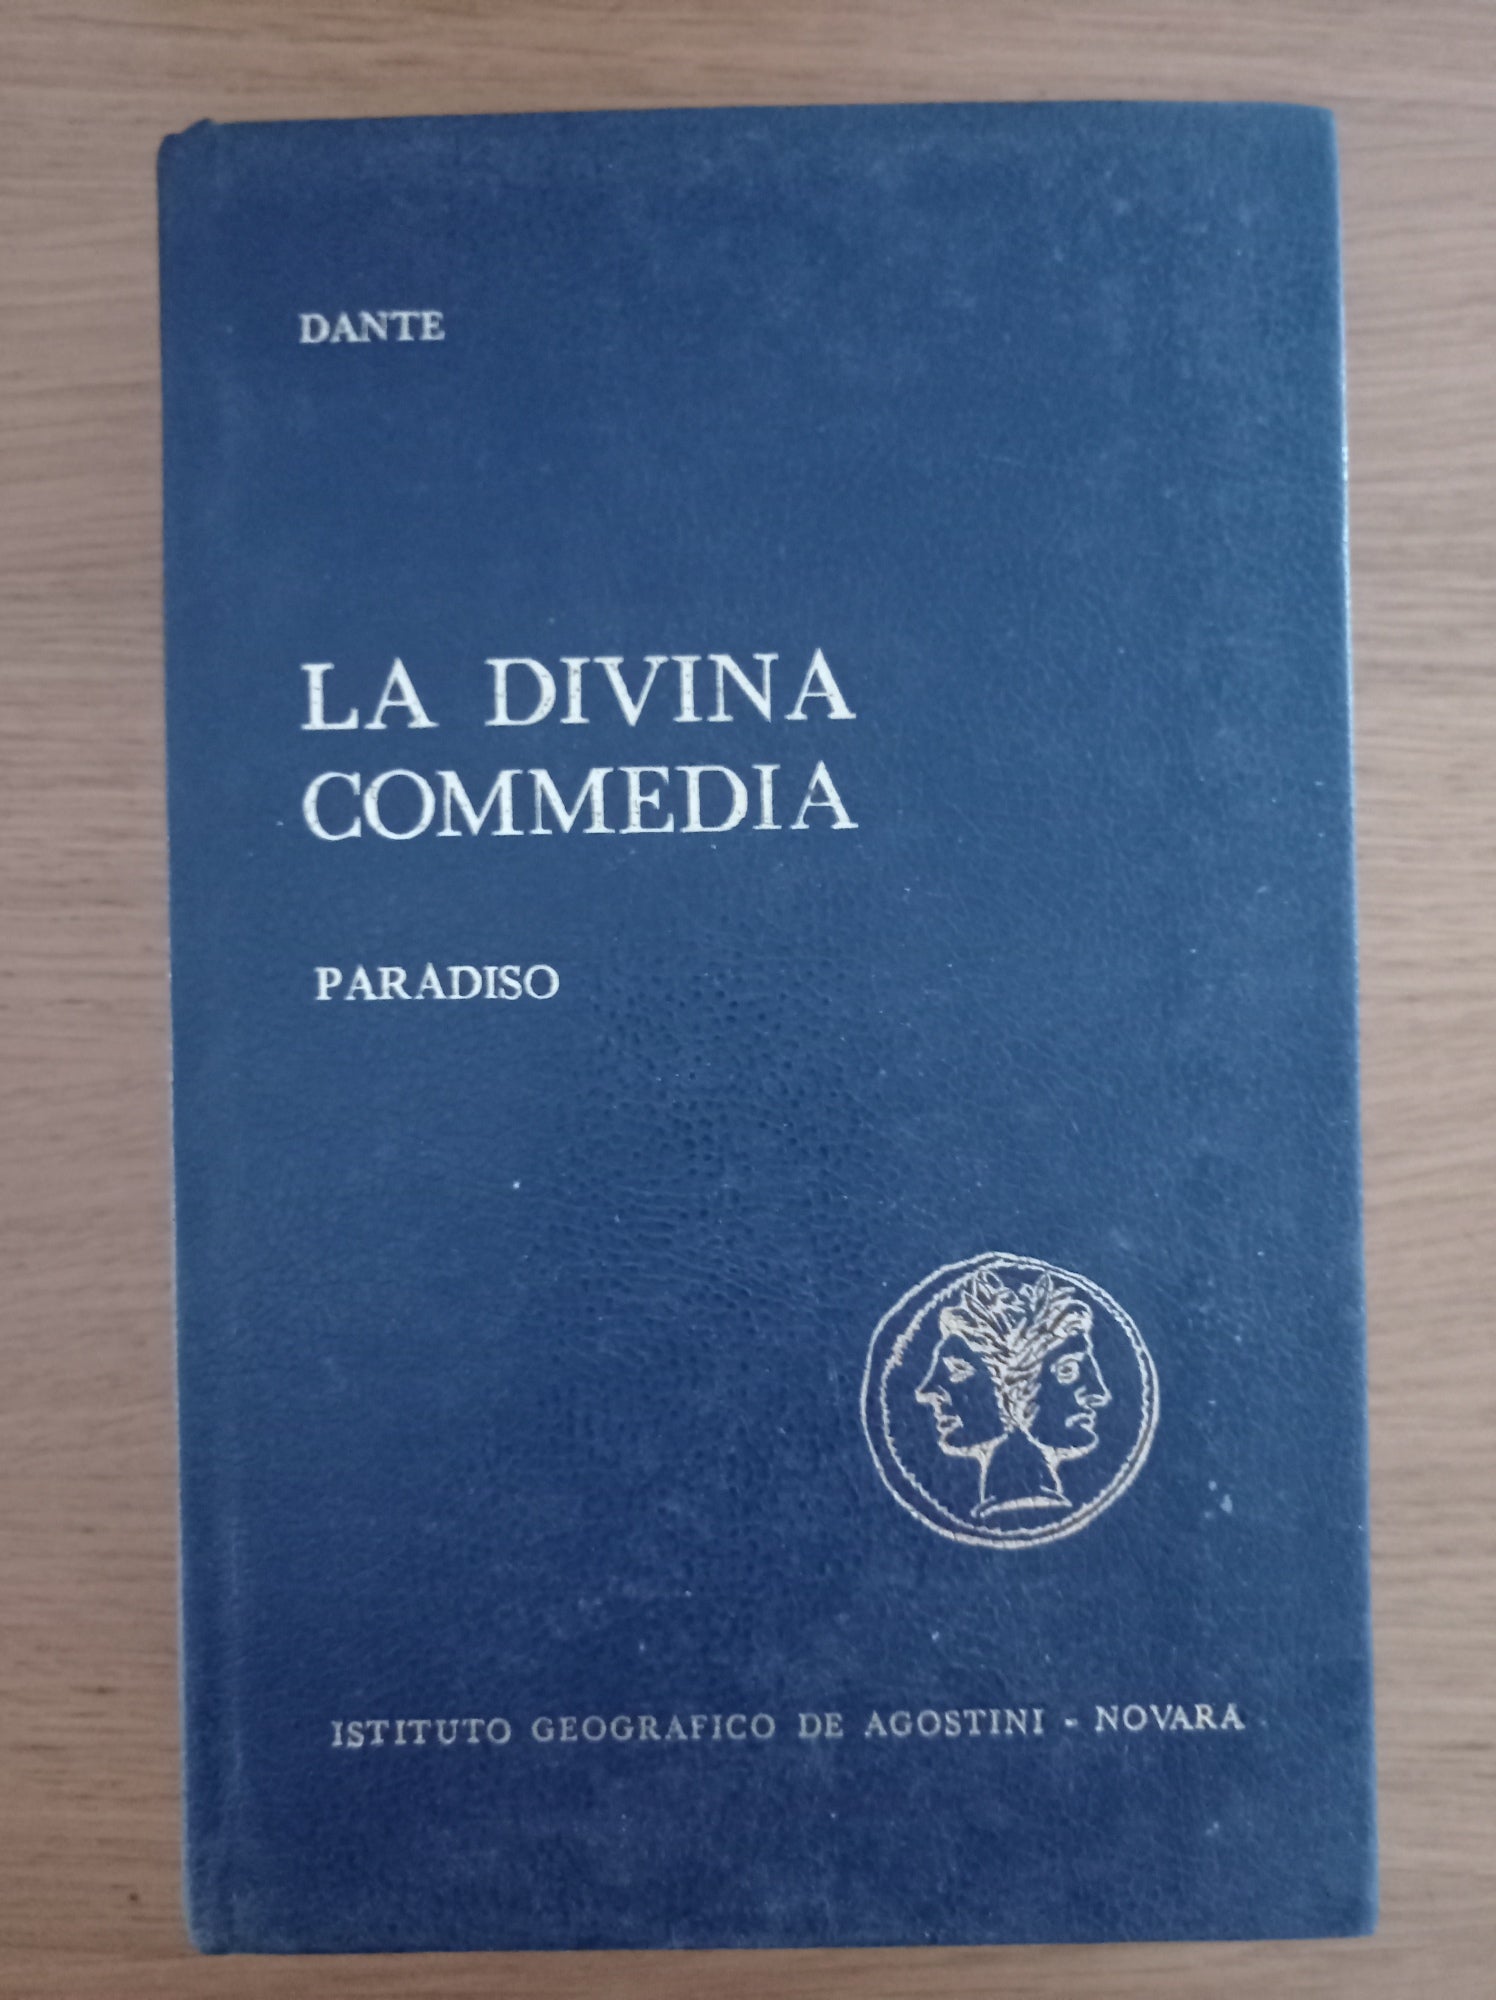 DANTE
LA DIVINA
COMMEDIA
PARADISO
ISTITUTO GEOGRAFICO DE AGOSTINI - NOVARA